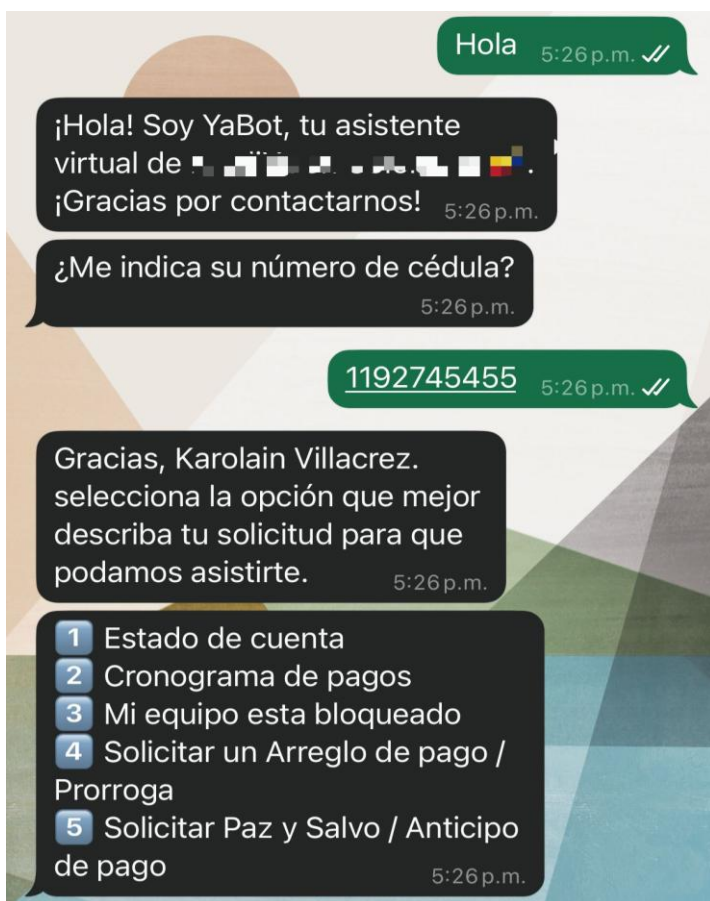 Hola 5:26 p.m.
¡Hola! Soy YaBot, tu asistente
virtual de
¡Gracias por contactarnos! 5:26 p.m.
¿Me indica su número de cédula?
5:26 p.m.
1192745455 5:26 p.m.
Gracias, Karolain Villacrez.
selecciona la opción que mejor
describa tu solicitud para que
podamos asistirte. 5:26 p.m.
1 Estado de cuenta
2 Cronograma de pagos
3 Mi equipo esta bloqueado
4 Solicitar un Arreglo de pago /
Prorroga
5 Solicitar Paz y Salvo / Anticipo
de pago 5:26 p.m.